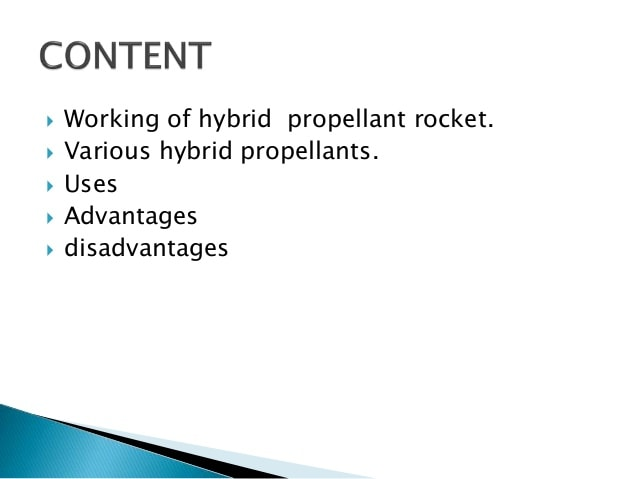 CONTENT
Working of hybrid  propellant rocket.
Various hybrid propellants.
Uses
Advantages
disadvantages